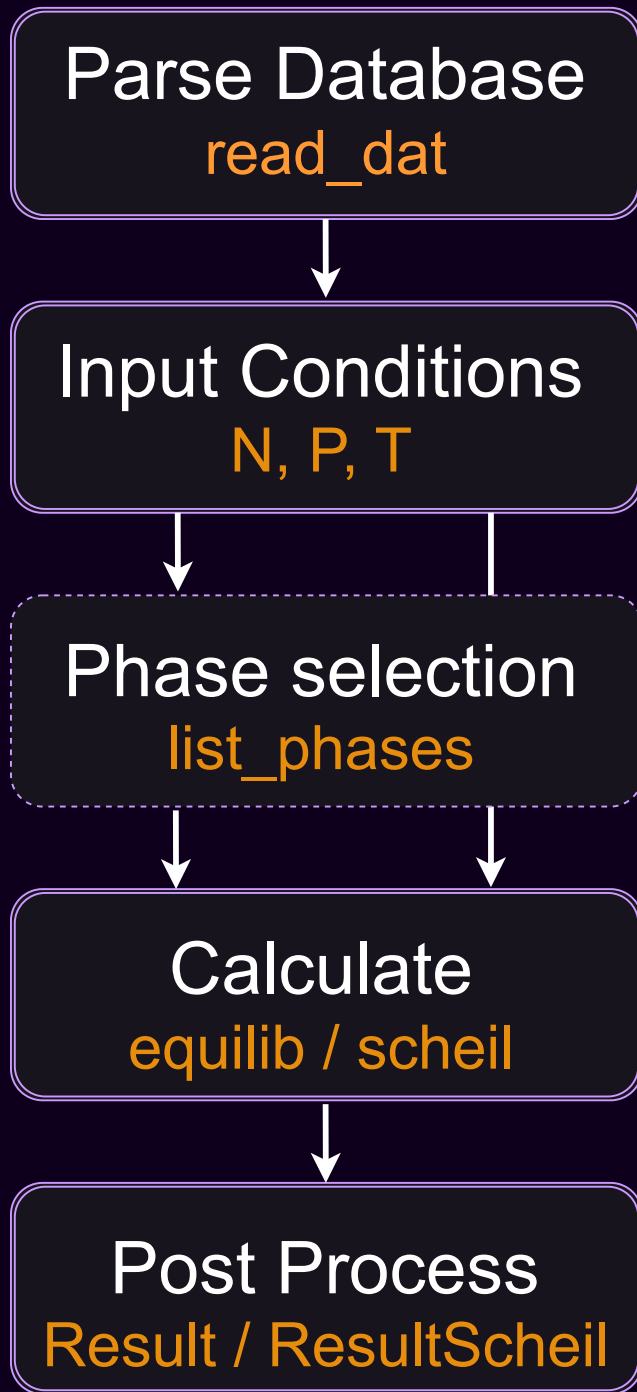 Parse Database
read_dat
Input Conditions
N, P, T
Phase selection
list_phases
Calculate
equilib / scheil
Post Process
Result / ResultScheil